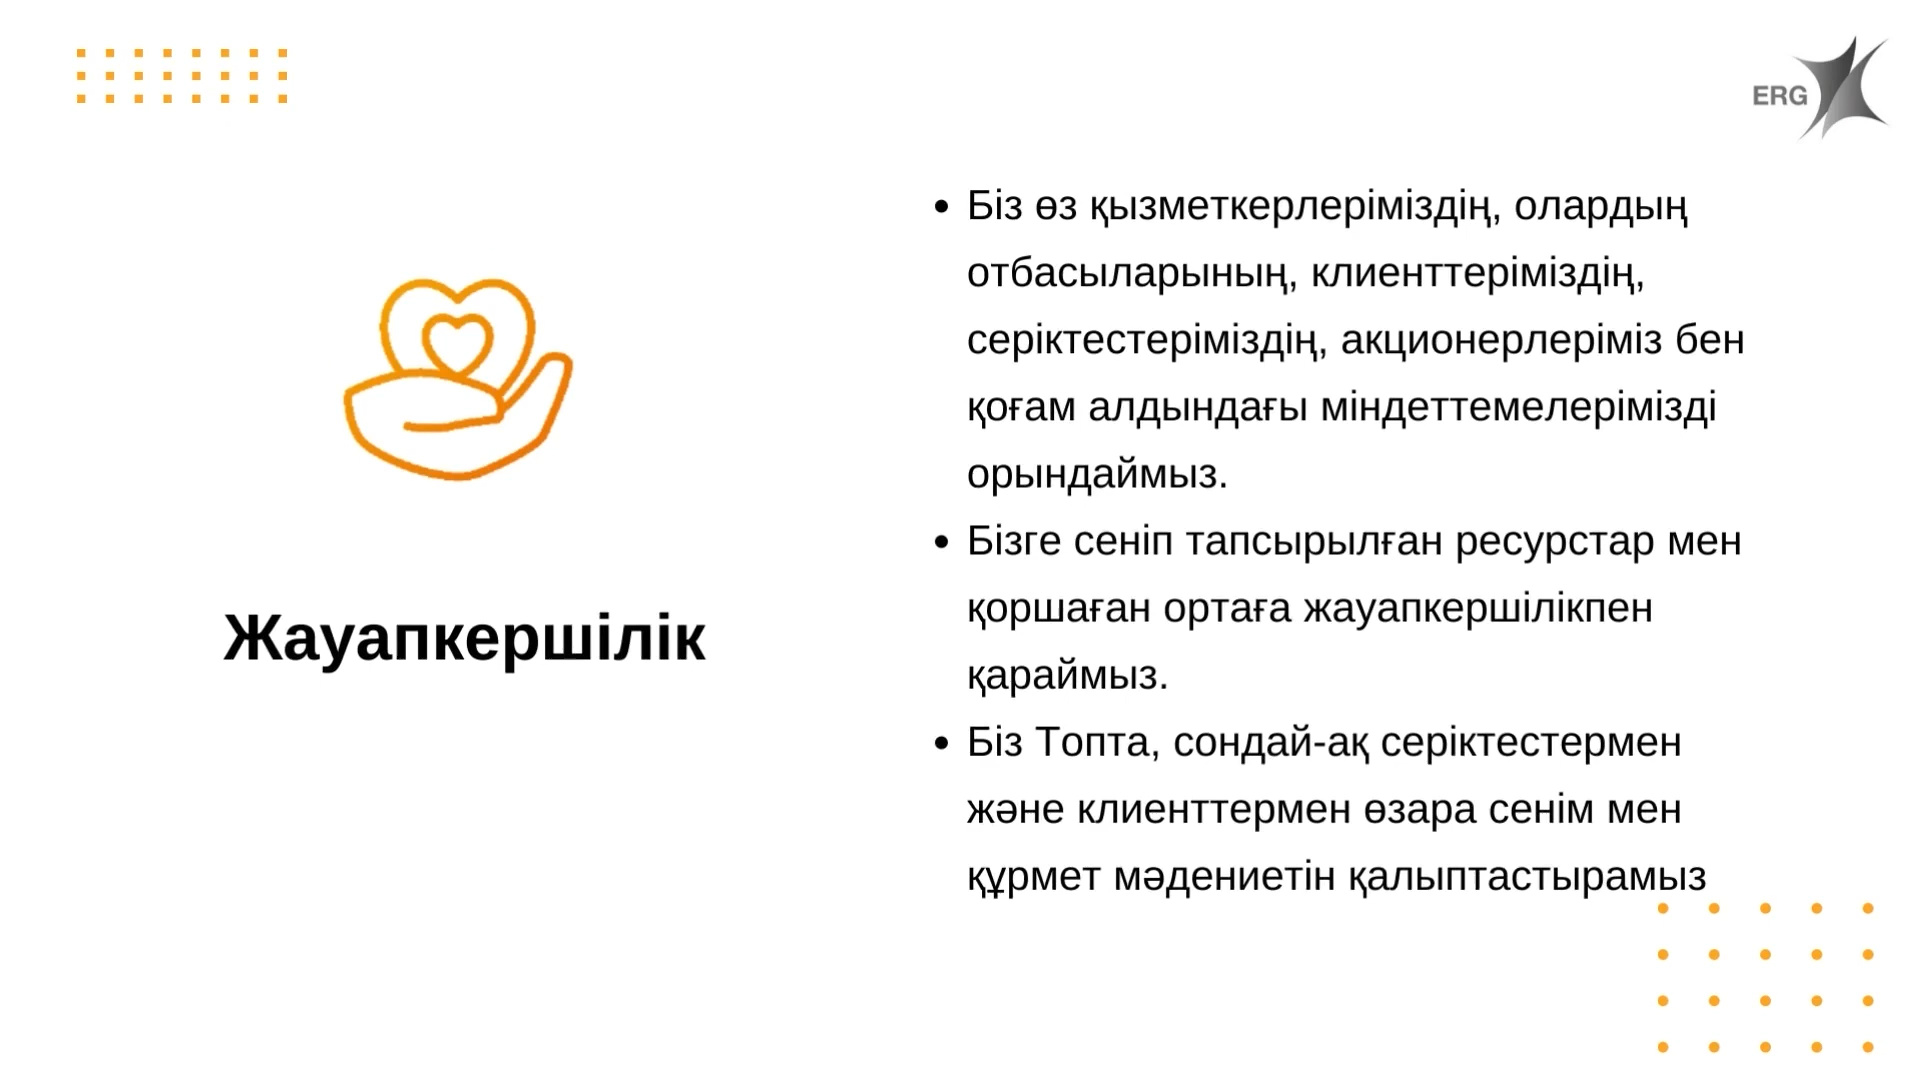 ERG
Жауапкершілік
• Біз өз қызметкерлеріміздің, олардың
отбасыларының, клиенттеріміздің,
серіктестеріміздің, акционерлеріміз бен
қоғам алдындағы міндеттемелерімізді
орындаймыз.
• Бізге сеніп тапсырылған ресурстар мен
қоршаған ортаға жауапкершілікпен
қараймыз.
• Біз Топта, сондай-ақ серіктестермен
және клиенттермен өзара сенім мен
құрмет мәдениетін қалыптастырамыз